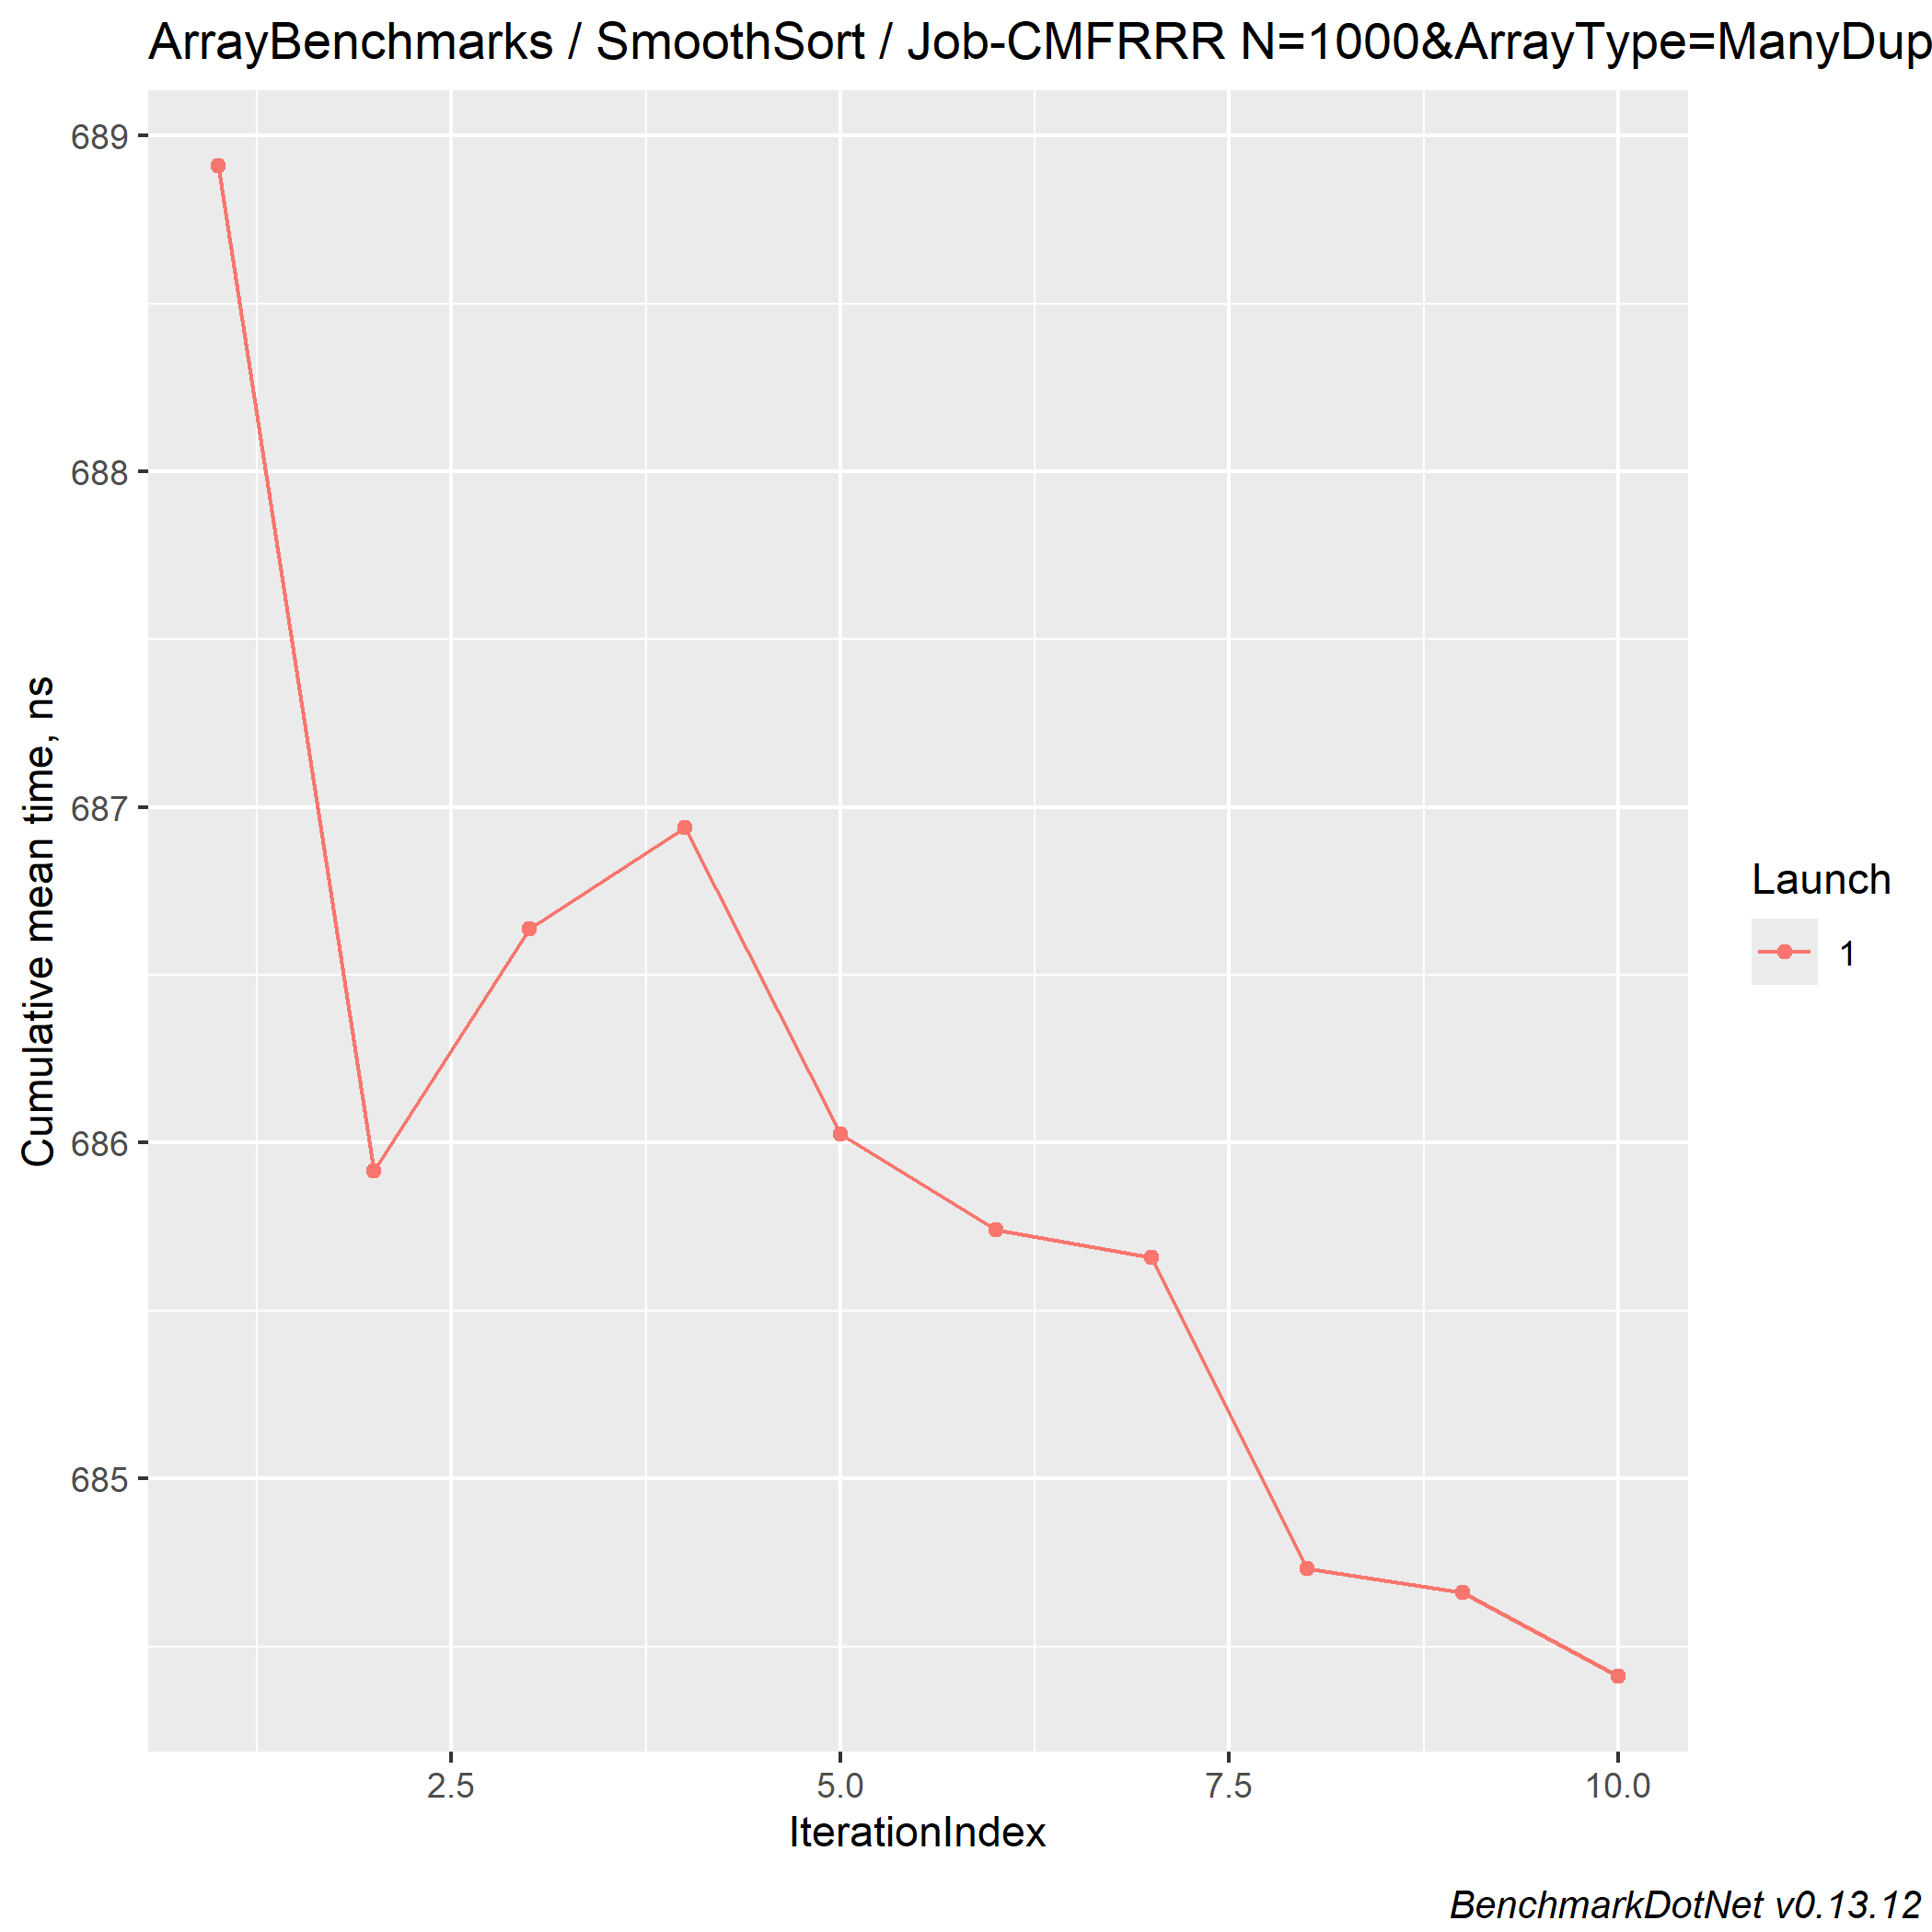 ArrayBenchmarks / SmoothSort / Job-CMFRRR N=1000&ArrayType=ManyDup
689
688
687
686
685
Cumulative mean time, ns
2.5
5.0
7.5
10.0
IterationIndex
Launch
1
BenchmarkDotNet v0.13.12